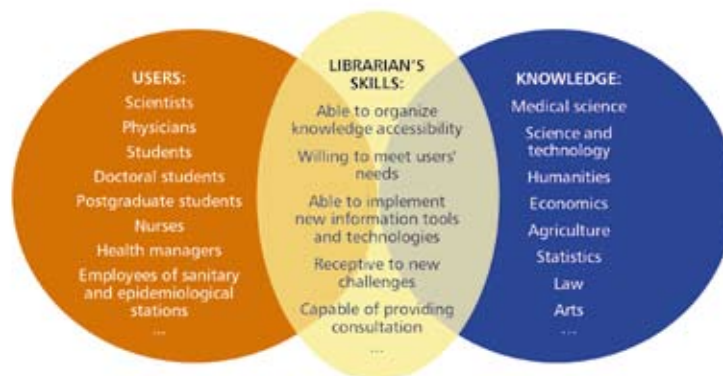 USERS:
Scientists
Physicians
Students
Doctoral students
Postgraduate students
Nurses
Health managers
Employees of sanitary
and epidemiological
stations
...
LIBRARIAN'S
SKILLS:
Able to organize
knowledge accessibility
Willing to meet users'
needs
Able to implement
new information tools
and technologies
Receptive to new
challenges
Capable of providing
consultation
...
KNOWLEDGE:
Medical science
Science and
technology
Humanities
Economics
Agriculture
Statistics
Law
Arts
...